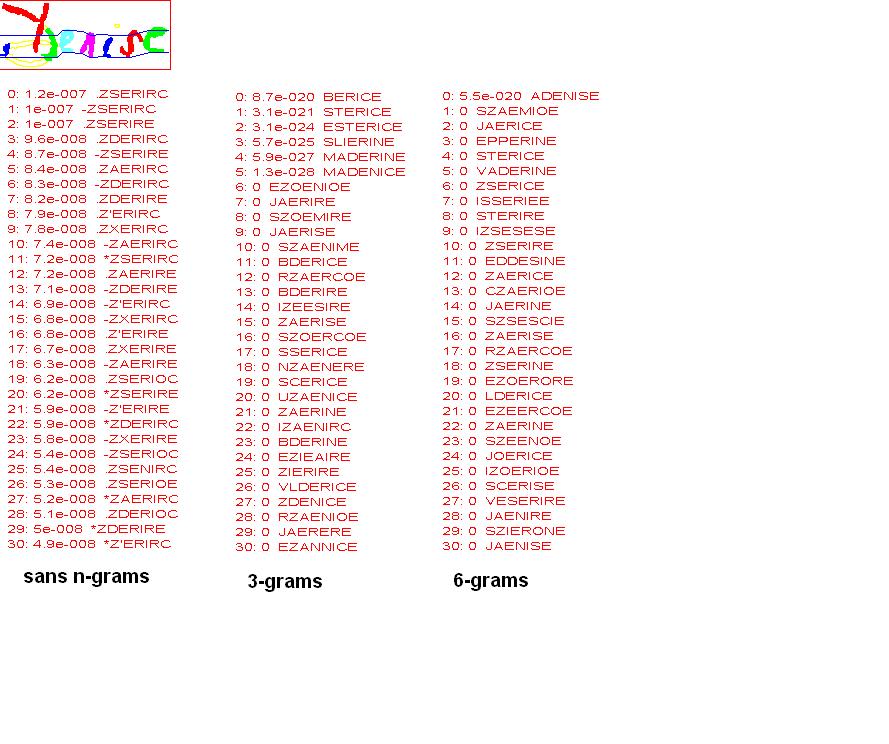 Denise
0: 1.2e-007 .ZSERIRC
1: 1e-007 -ZSERIRC
2: 1e-007 .ZSERIRE
3: 9.6e-008 .ZDERIRC
4: 8.7e-008 -ZSERIRE
5: 8.4e-008 .ZAERIRC
6: 8.3e-008 -ZDERIRC
7: 8.2e-008 .ZDERIRE
8: 7.9e-008 .Z'ERIRC
9: 7.8e-008 .ZXERIRC
10: 7.4e-008 -ZAERIRC
11: 7.2e-008 *ZSERIRC
12: 7.2e-008 .ZAERIRE
13: 7.1e-008 -ZDERIRE
14: 6.9e-008 -Z'ERIRC
15: 6.8e-008 -ZXERIRC
16: 6.8e-008 .Z'ERIRE
17: 6.7e-008 .ZXERIRE
18: 6.3e-008 -ZAERIRE
19: 6.2e-008 .ZSERIOC
20: 6.2e-008 *ZSERIRE
21: 5.9e-008 -Z'ERIRE
22: 5.9e-008 *ZDERIRC
23: 5.8e-008 -ZXERIRE
24: 5.4e-008 -ZSERIOC
25: 5.4e-008 .ZSENIRC
26: 5.3e-008 .ZSERIOE
27: 5.2e-008 *ZAERIRC
28: 5.1e-008 .ZDERIOC
29: 5e-008 *ZDERIRE
30: 4.9e-008 *Z'ERIRC
sans n-grams
0: 8.7e-020 BERICE
1: 3.1e-021 STERICE
2: 3.1e-024 ESTERICE
3: 5.7e-025 SLIERINE
4: 5.9e-027 MADERINE
5: 1.3e-028 MADENICE
6: 0 EZOENIOE
7: 0 JAERIRE
8: 0 SZOEMIRE
9: 0 JAERISE
10: 0 SZAENIME
11: 0 BDERICE
12: 0 RZAERCOE
13: 0 BDERIRE
14: 0 IZEESIRE
15: 0 ZAERISE
16: 0 SZOERCOE
17: 0 SSERICE
18: 0 NZAENERE
19: 0 SCERICE
20: 0 UZAENICE
21: 0 ZAERINE
22: 0 IZAENIRC
23: 0 BDERINE
24: 0 EZIEAIRE
25: 0 ZIERIRE
26: 0 VLDERICE
27: 0 ZDENICE
28: 0 RZAENIOE
29: 0 JAERERE
30: 0 EZANNICE
3-grams
0: 5.5e-020 ADENISE
1: 0 SZAEMIOE
2: 0 JAERICE
3: 0 EPPERINE
4: 0 STERICE
5: 0 VADERINE
6: 0 ZSERICE
7: 0 ISSERIEE
8: 0 STERIRE
9: 0 IZSESESE
10: 0 ZSERIRE
11: 0 EDDESINE
12: 0 ZAERICE
13: 0 CZAERIOE
14: 0 JAERINE
15: 0 SZSESCIE
16: 0 ZAERISE
17: 0 RZAERCOE
18: 0 ZSERINE
19: 0 EZOERORE
20: 0 LDERICE
21: 0 EZEERCOE
22: 0 ZAERINE
23: 0 SZEENOE
24: 0 JOERICE
25: 0 IZOERIOE
26: 0 SCERISE
27: 0 VESERIRE
28: 0 JAENIRE
29: 0 SZIERONE
30: 0 JAENISE
6-grams